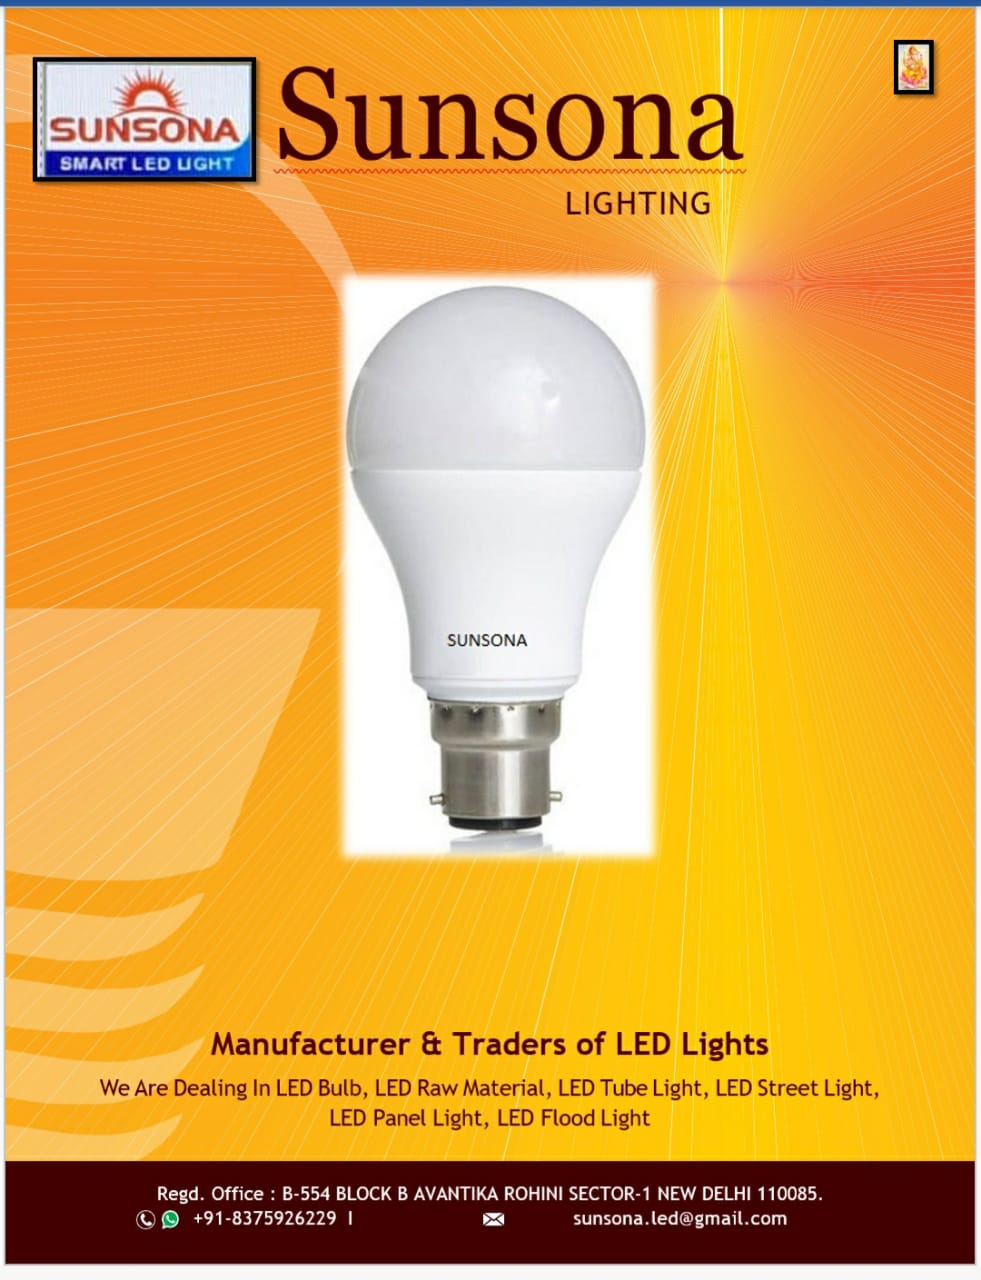 SUNSONA
SMART LED LIGHT
Sunsona
LIGHTING
SUNSONA
Manufacturer & Traders of LED Lights
We Are Dealing In LED Bulb, LED Raw Material, LED Tube Light, LED Street Light,
LED Panel Light, LED Flood Light
Regd. Office : B-554 BLOCK B AVANTIKA ROHINI SECTOR-1 NEW DELHI 110085.
+91-8375926229 I sunsona.led@gmail.com